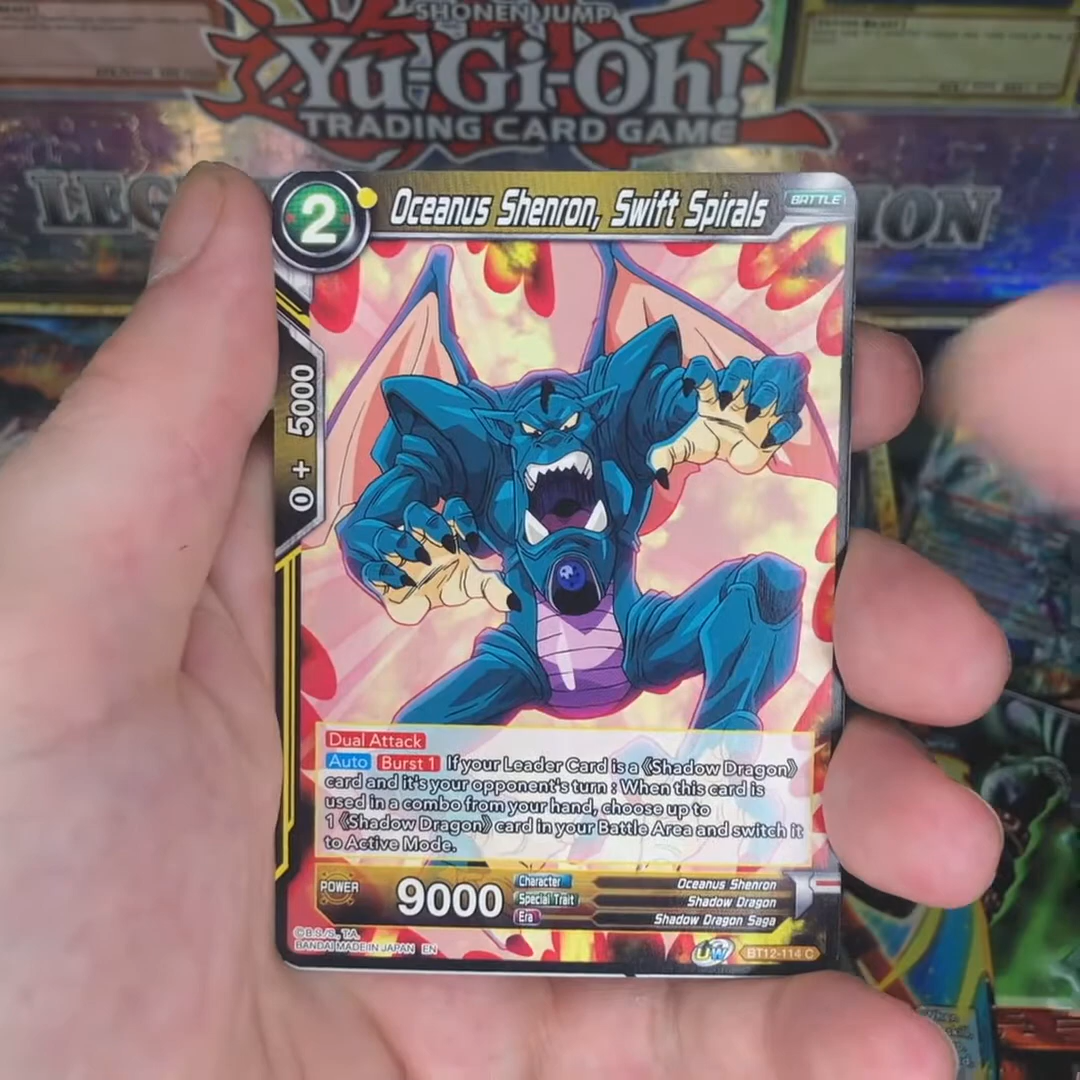 SHONEN JUMP
Yu-Gi-Oh!
TRADING CARD GAME
2
Oceanus Shenron, Swift Spirals
BATTLE
0 + 5000
Dual Attack
Auto Burst 1 If your Leader Card is a 《Shadow Dragon》
card and it's your opponent's turn : When this card is
used in a combo from your hand, choose up to
1 《Shadow Dragon》 card in your Battle Area and switch it
to Active Mode.
POWER
9000
Character Oceanus Shenron
Special Trait Shadow Dragon
Era Shadow Dragon Saga
©B.S./S., T.A.
BANDAI MADE IN JAPAN EN
UW
BT12-114 C